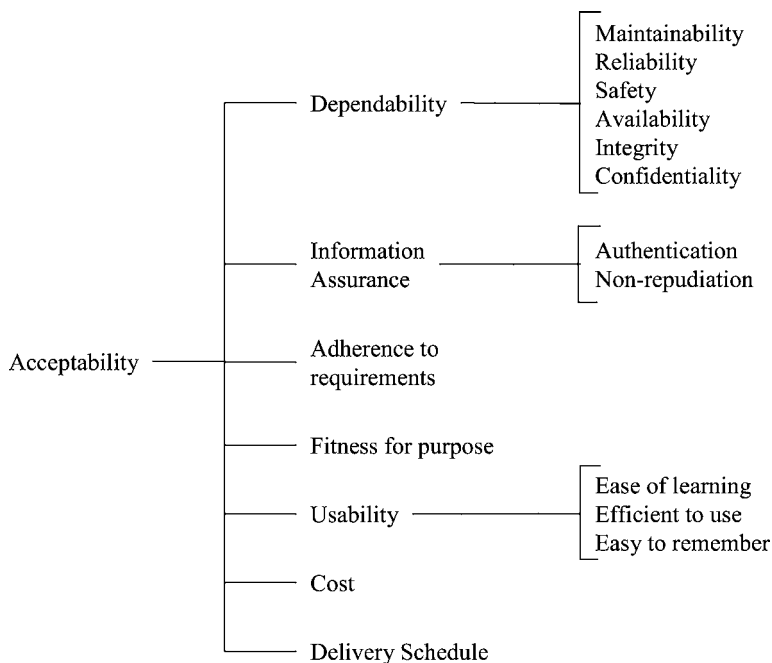 Maintainability
Reliability
Safety
Availability
Integrity
Confidentiality
Dependability
Information
Assurance
Authentication
Non-repudiation
Acceptability
Adherence to
requirements
Fitness for purpose
Usability
Ease of learning
Efficient to use
Easy to remember
Cost
Delivery Schedule